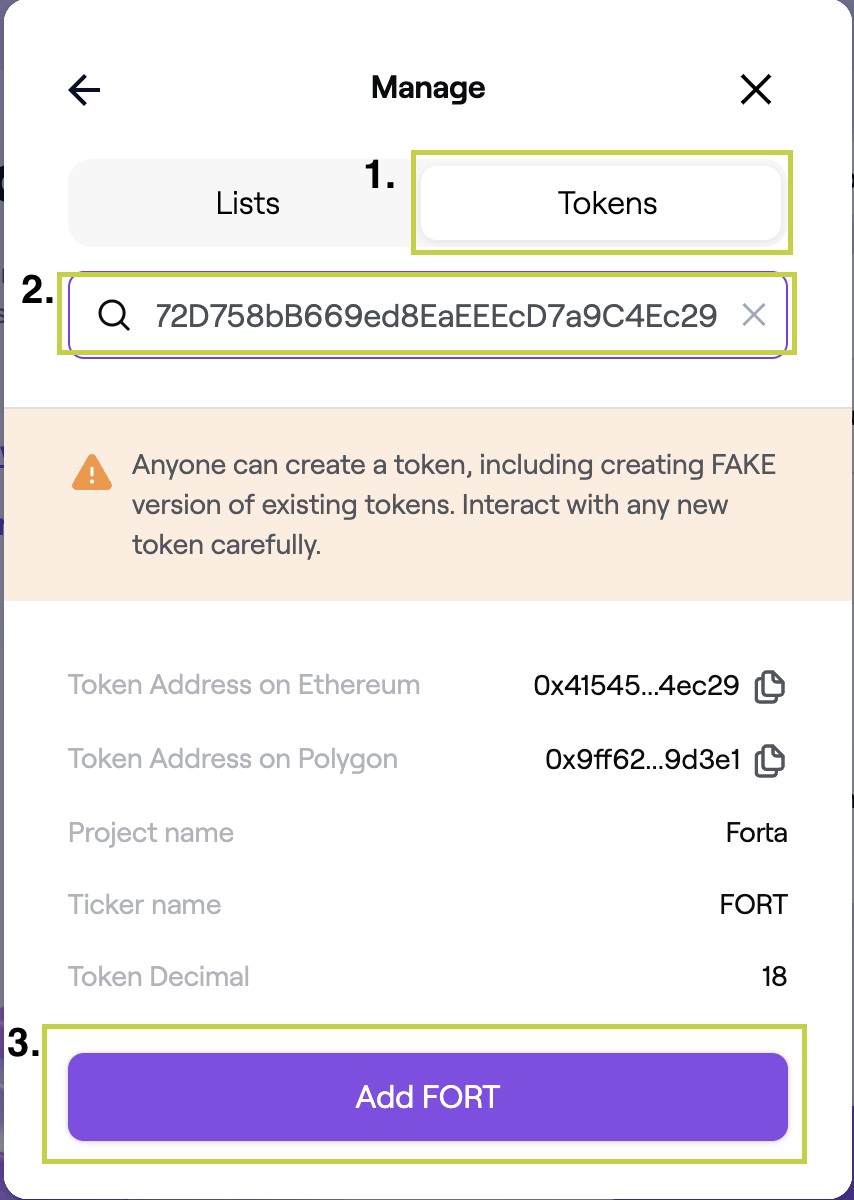 Manage
1.
Lists
Tokens
2.
72D758bB669ed8EaEEEcD7a9C4Ec29
Anyone can create a token, including creating FAKE
version of existing tokens. Interact with any new
token carefully.
Token Address on Ethereum 0x41545...4ec29
Token Address on Polygon 0x9ff62...9d3e1
Project name Forta
Ticker name FORT
Token Decimal 18
3.
Add FORT